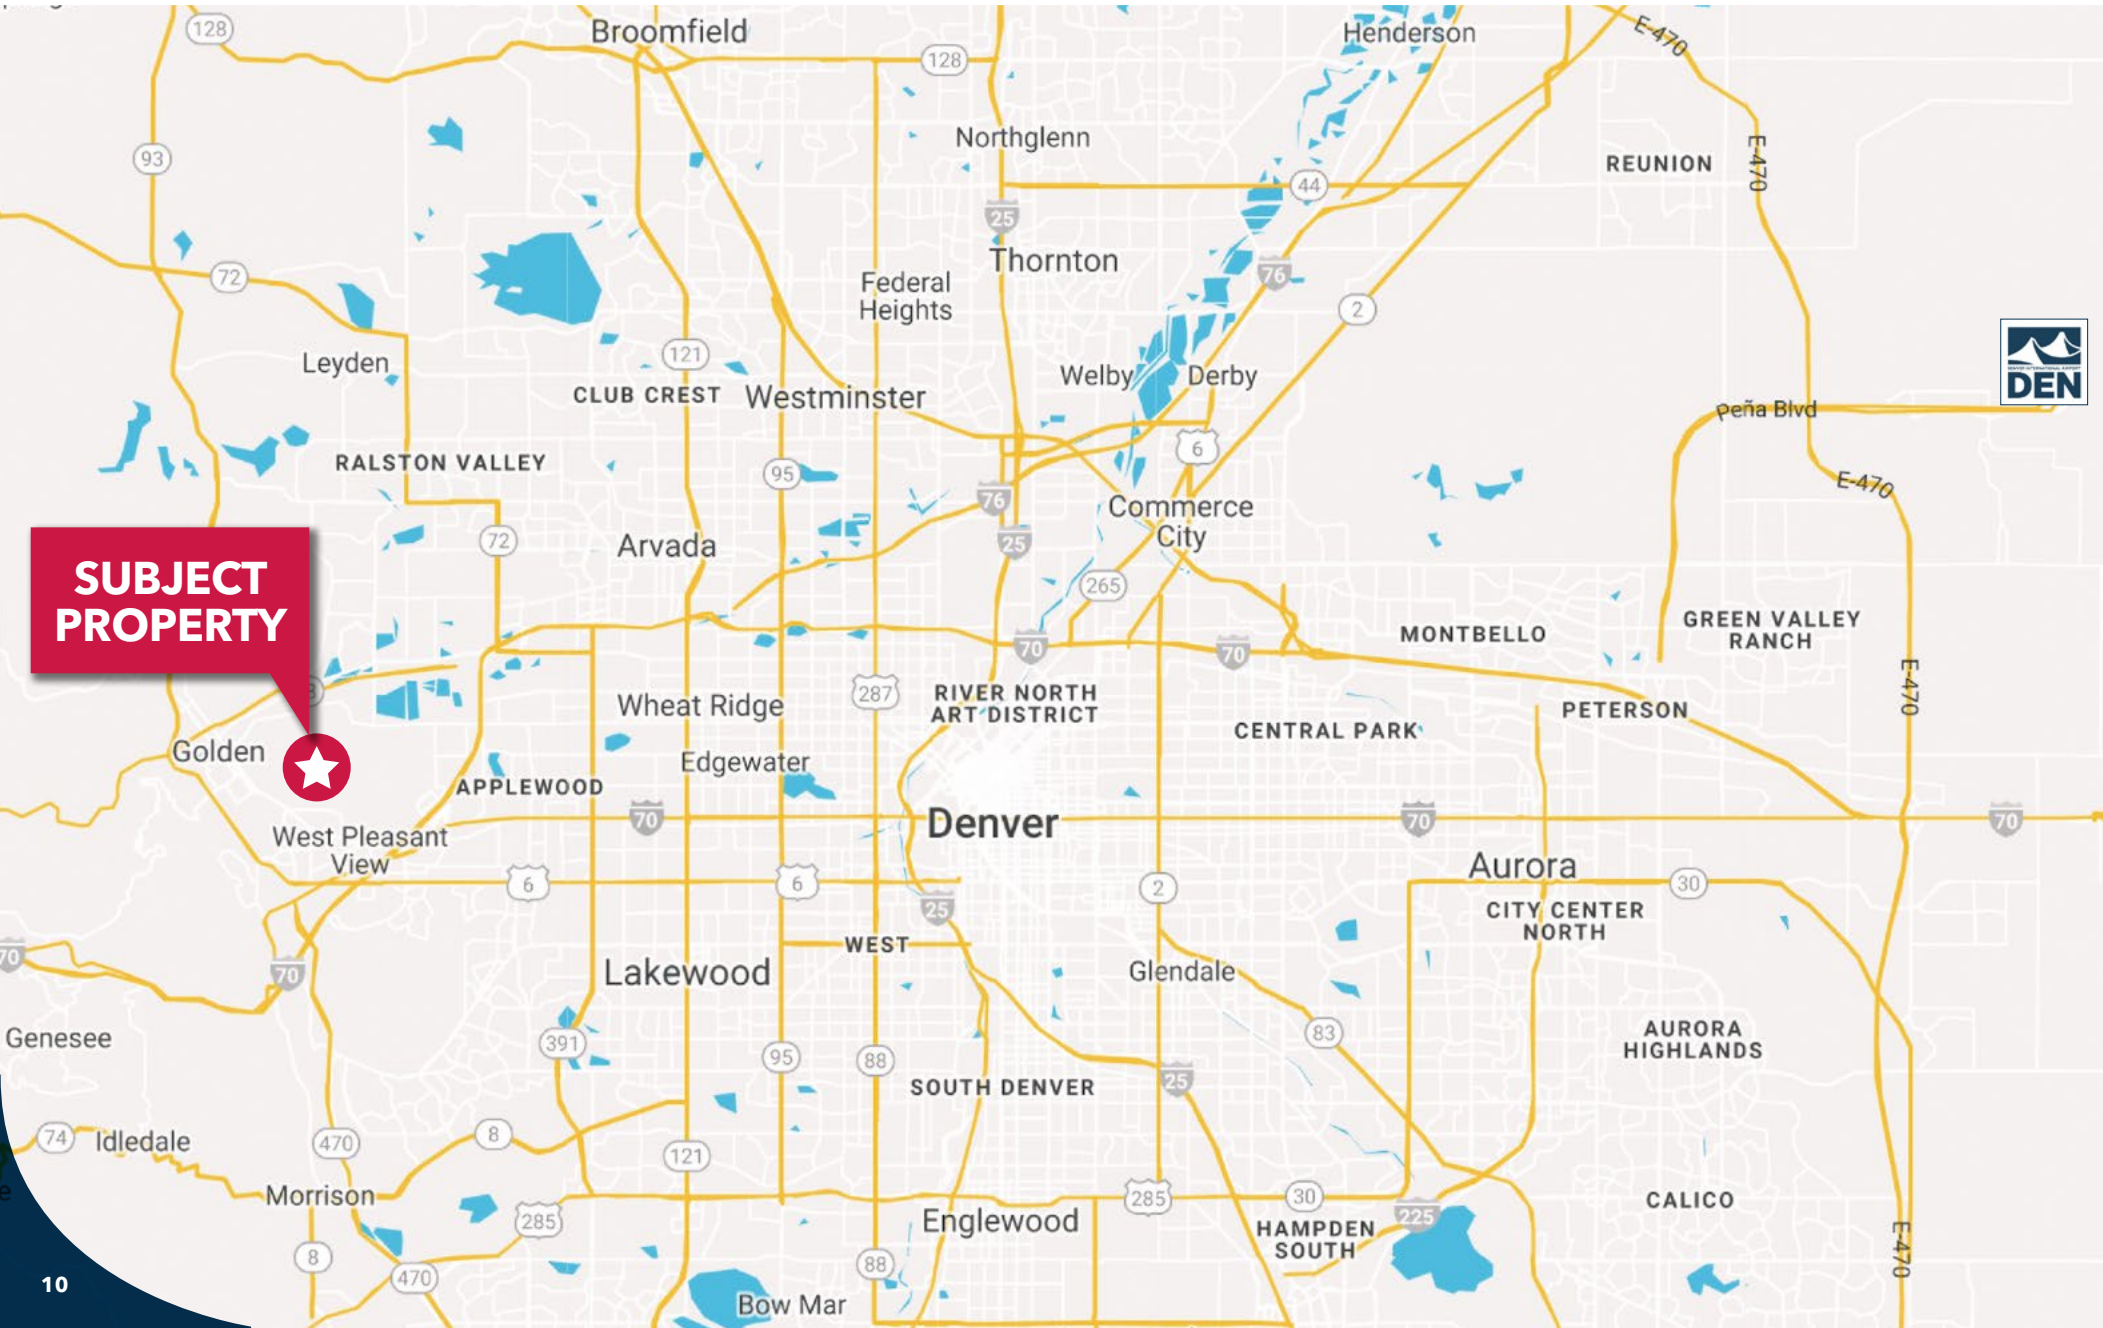 128
Broomfield
128
Henderson
E-470
93
Northglenn
44
REUNION
E-470
25
72
Thornton
76
Federal
Heights
2
Leyden
121
CLUB CREST
Westminster
Welby
Derby
DEN
Peña Blvd
RALSTON VALLEY
95
6
E-470
76
Commerce
City
72
Arvada
25
SUBJECT
PROPERTY
265
70
70
MONTBELLO
GREEN VALLEY
RANCH
E-470
Wheat Ridge
287
RIVER NORTH
ART DISTRICT
PETERSON
CENTRAL PARK
Golden
Edgewater
APPLEWOOD
70
Denver
70
70
West Pleasant
View
6
6
2
Aurora
30
25
CITY CENTER
NORTH
WEST
70
70
Lakewood
Glendale
Genesee
391
95
88
83
AURORA
HIGHLANDS
25
SOUTH DENVER
74
Idledale
470
8
121
Morrison
285
285
30
225
CALICO
Englewood
HAMPDEN
SOUTH
E-470
8
470
88
10
Bow Mar